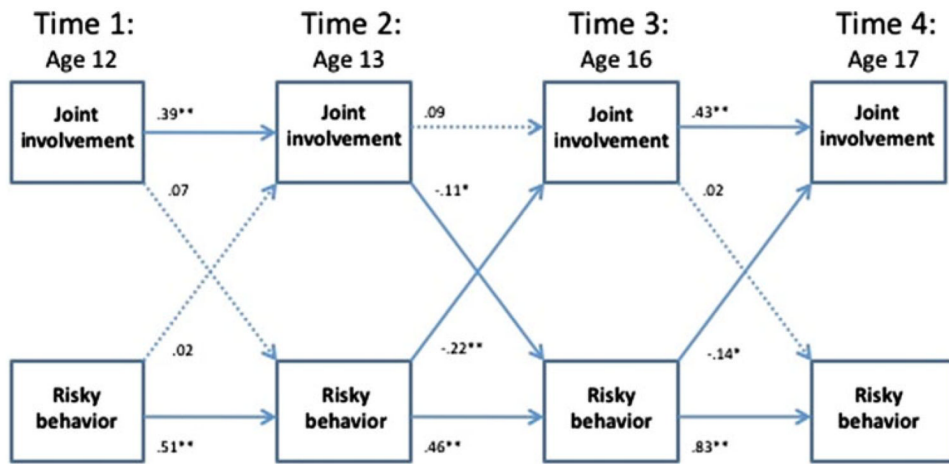 Time 1:
Age 12
Time 2:
Age 13
Time 3:
Age 16
Time 4:
Age 17
Joint
involvement
.39**
Joint
involvement
.09
Joint
involvement
.43**
Joint
involvement
.07
-.11*
.02
.02
-.22**
-.14*
Risky
behavior
.51**
Risky
behavior
.46**
Risky
behavior
.83**
Risky
behavior